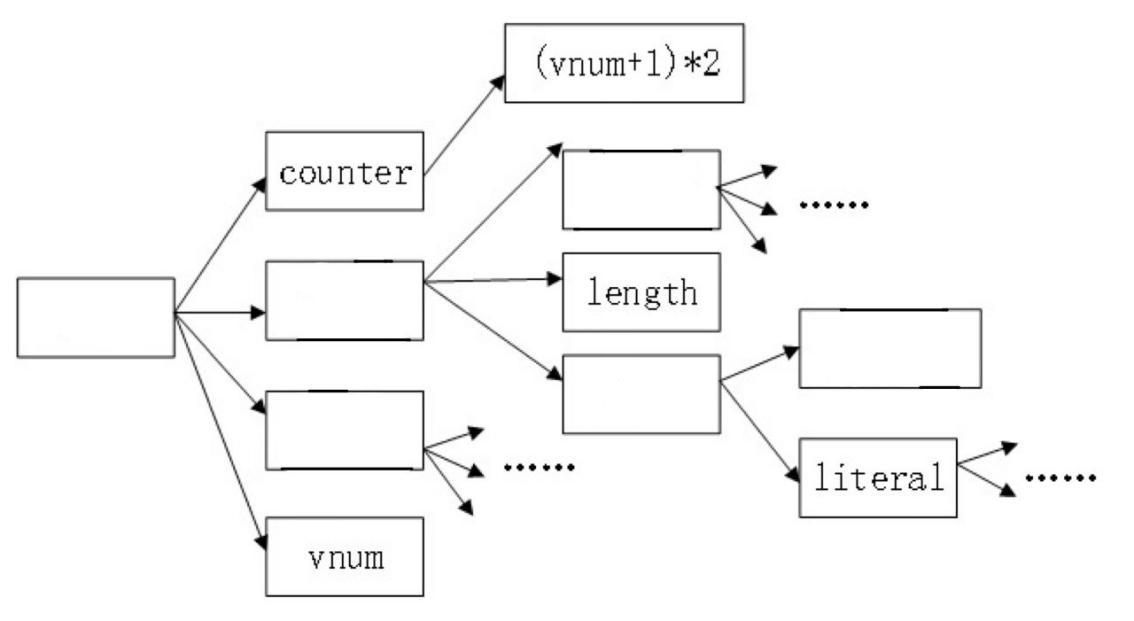 (vnum+1)*2
counter
length
literal
vnum
......
......
......